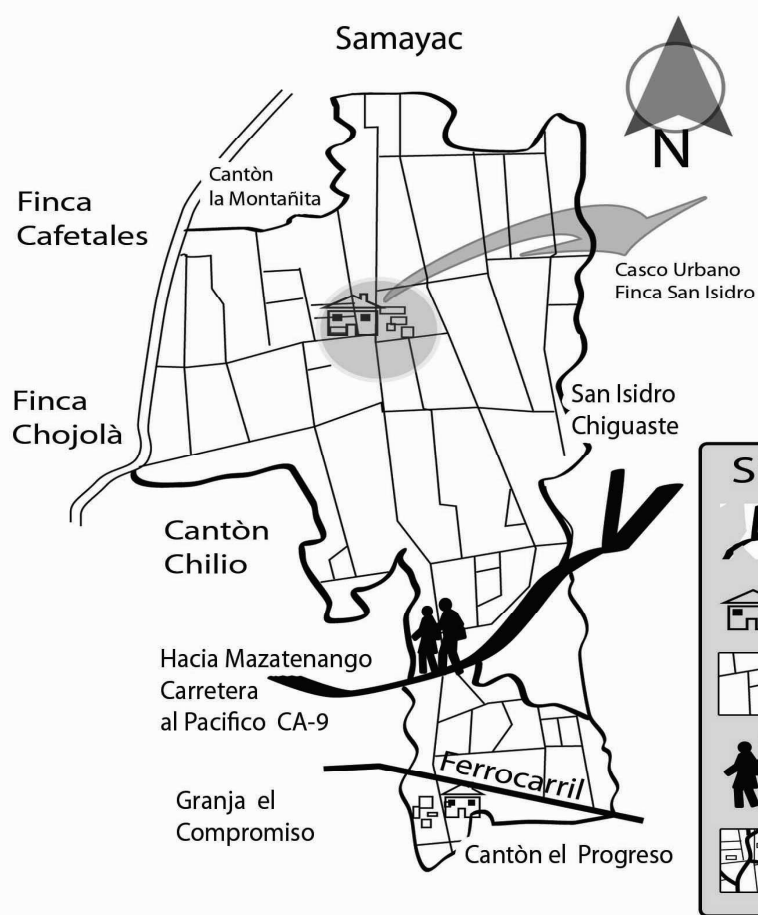 Samayac
N
Cantòn
la Montañita
Finca
Cafetales
Casco Urbano
Finca San Isidro
Finca
Chojolà
San Isidro
Chiguaste
S
Cantòn
Chilio
Hacia Mazatenango
Carretera
al Pacifico CA-9
Ferrocarril
Granja el
Compromiso
Cantòn el Progreso